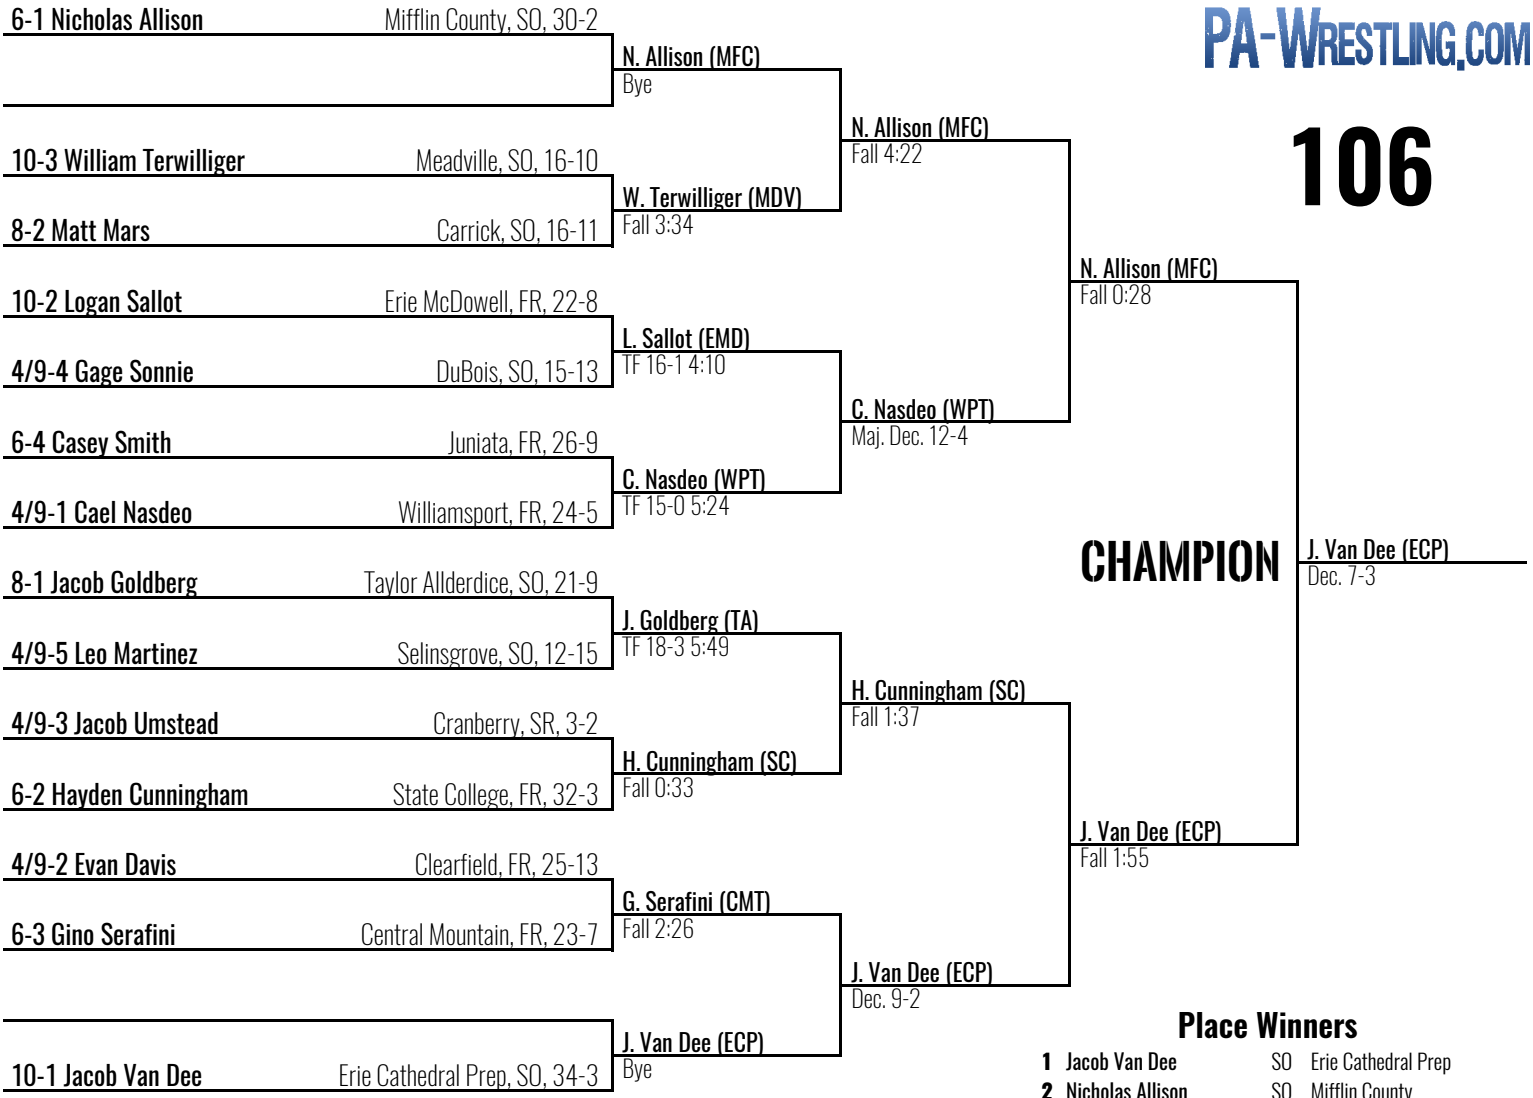 PA-WRESTLING.COM
106
6-1 Nicholas Allison Mifflin County, SO, 30-2
10-3 William Terwilliger Meadville, SO, 16-10
8-2 Matt Mars Carrick, SO, 16-11
10-2 Logan Sallot Erie McDowell, FR, 22-8
4/9-4 Gage Sonnie DuBois, SO, 15-13
6-4 Casey Smith Juniata, FR, 26-9
4/9-1 Cael Nasdeo Williamsport, FR, 24-5
8-1 Jacob Goldberg Taylor Allderdice, SO, 21-9
4/9-5 Leo Martinez Selinsgrove, SO, 12-15
4/9-3 Jacob Umstead Cranberry, SR, 3-2
6-2 Hayden Cunningham State College, FR, 32-3
4/9-2 Evan Davis Clearfield, FR, 25-13
6-3 Gino Serafini Central Mountain, FR, 23-7
10-1 Jacob Van Dee Erie Cathedral Prep, SO, 34-3
N. Allison (MFC)
Bye
W. Terwilliger (MDV)
Fall 3:34
L. Sallot (EMD)
TF 16-1 4:10
C. Nasdeo (WPT)
TF 15-0 5:24
J. Goldberg (TA)
TF 18-3 5:49
H. Cunningham (SC)
Fall 0:33
G. Serafini (CMT)
Fall 2:26
J. Van Dee (ECP)
Bye
N. Allison (MFC)
Fall 4:22
C. Nasdeo (WPT)
Maj. Dec. 12-4
H. Cunningham (SC)
Fall 1:37
J. Van Dee (ECP)
Dec. 9-2
N. Allison (MFC)
Fall 0:28
J. Van Dee (ECP)
Fall 1:55
CHAMPION
J. Van Dee (ECP)
Dec. 7-3
Place Winners
1 Jacob Van Dee SO Erie Cathedral Prep
2 Nicholas Allison SO Mifflin County